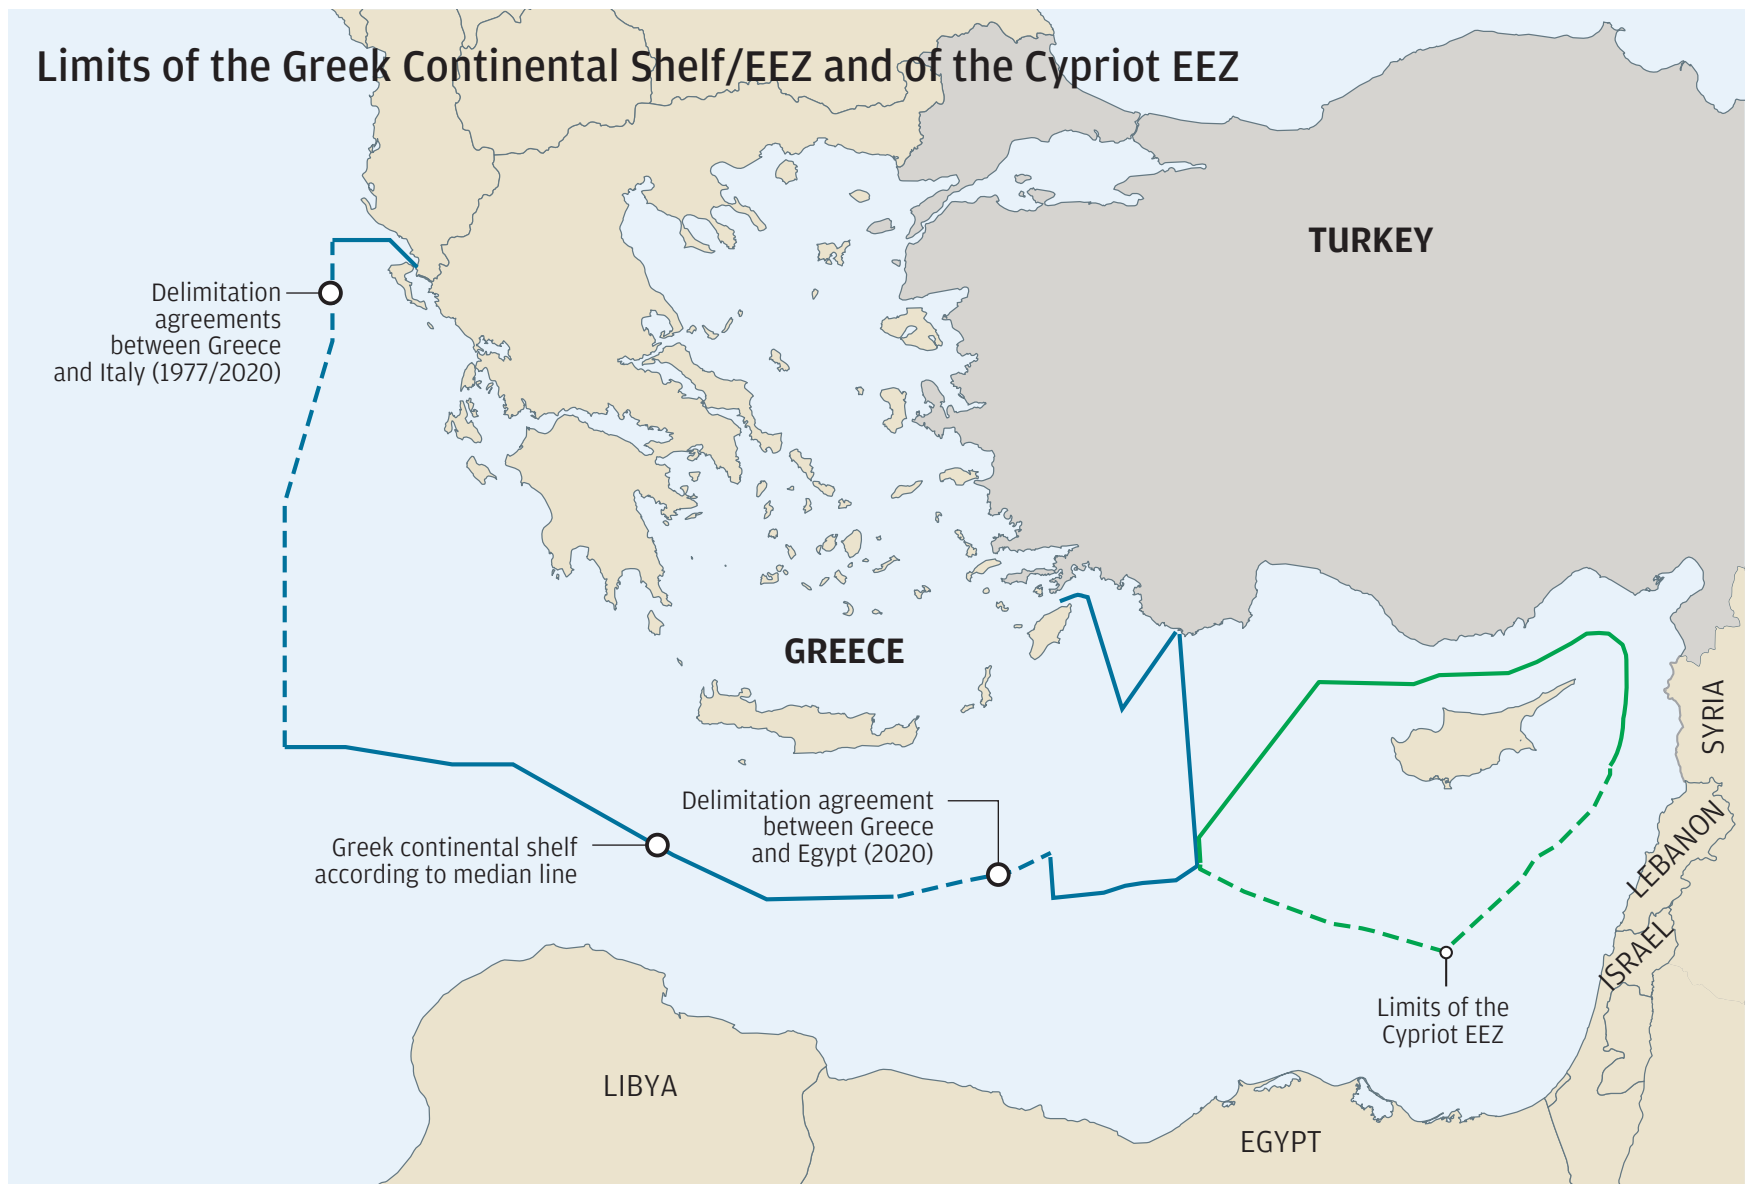 Limits of the Greek Continental Shelf/EEZ and of the Cypriot EEZ
TURKEY
Delimitation
agreements
between Greece
and Italy (1977/2020)
GREECE
SYRIA
Delimitation agreement
between Greece
and Egypt (2020)
Greek continental shelf
according to median line
LEBANON
ISRAEL
Limits of the
Cypriot EEZ
LIBYA
EGYPT